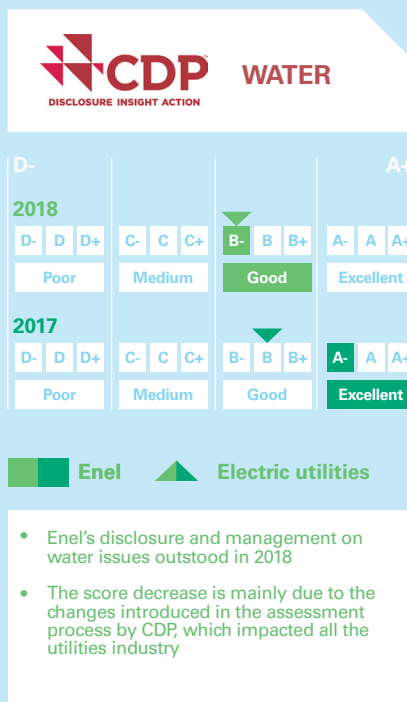 CDP
DISCLOSURE INSIGHT ACTION
WATER
D- A+
2018
D- D D+ C- C C+ B- B B+ A- A A+
Poor Medium Good Excellent
2017
D- D D+ C- C C+ B- B B+ A- A A+
Poor Medium Good Excellent
Enel Electric utilities
• Enel's disclosure and management on
water issues outstood in 2018
• The score decrease is mainly due to the
changes introduced in the assessment
process by CDP, which impacted all the
utilities industry